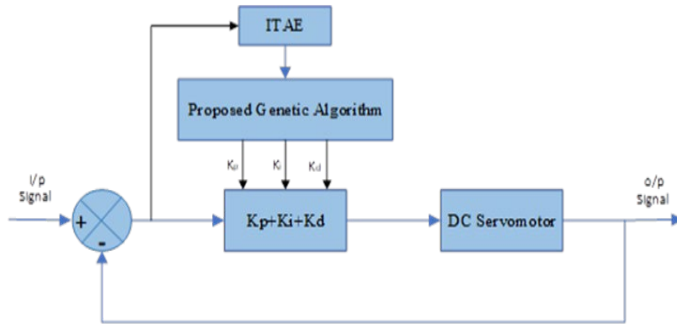 ITAE
Proposed Genetic Algorithm
Kp
Ki
Kd
I/p
Signal
+
-
Kp+Ki+Kd
DC Servomotor
o/p
Signal